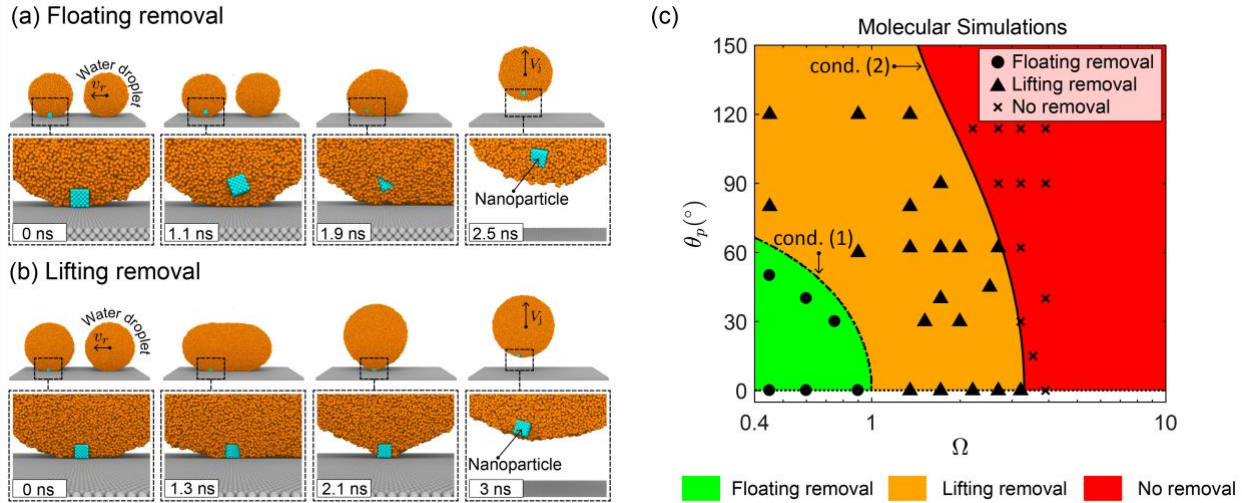 (a) Floating removal
Water droplet
v_r
V_j
Nanoparticle
0 ns
1.1 ns
1.9 ns
2.5 ns
(b) Lifting removal
Water droplet
v_r
V_j
Nanoparticle
0 ns
1.3 ns
2.1 ns
3 ns
(c)
Molecular Simulations
150
120
90
60
30
0
θ_p(°)
cond. (2)
cond. (1)
Floating removal
Lifting removal
No removal
0.4
1
10
Ω
Floating removal
Lifting removal
No removal